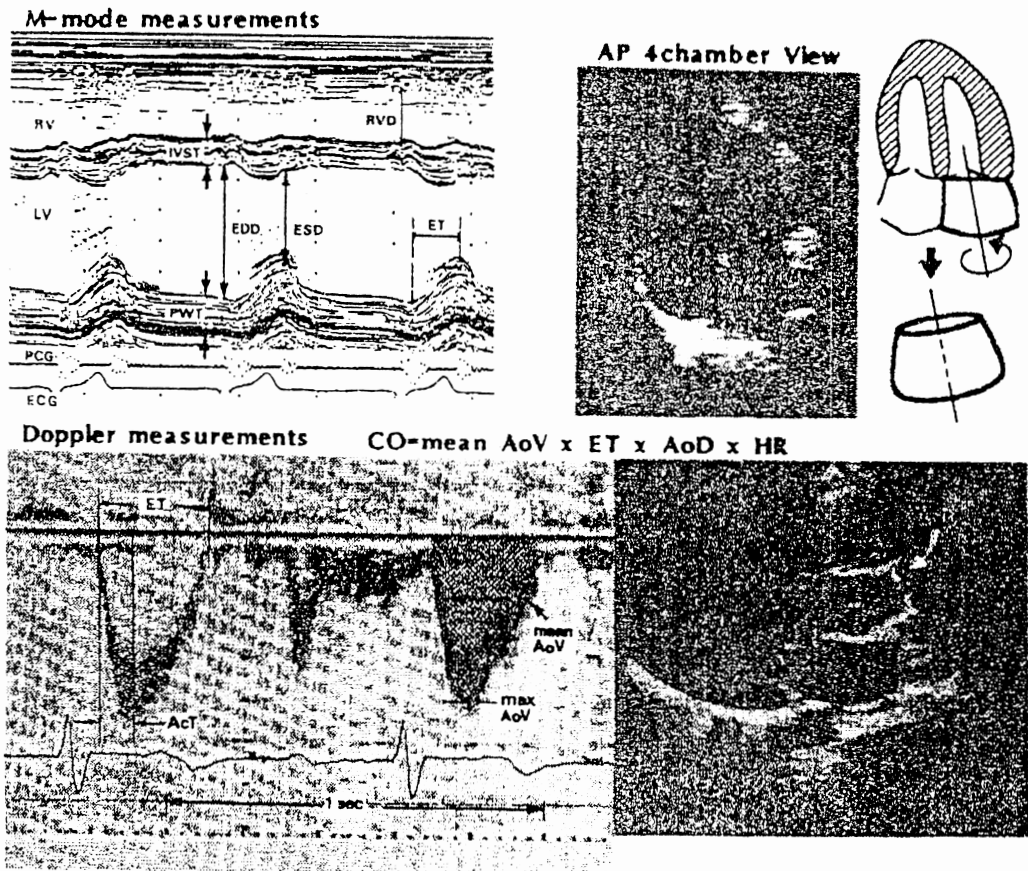 M-mode measurements
AP 4chamber View
RV
RVD
IVST
LV
EDD
ESD
ET
PWT
PCG
ECG
Doppler measurements
CO=mean AoV x ET x AoD x HR
ET
mean
AoV
max
AoV
AcT
1 sec